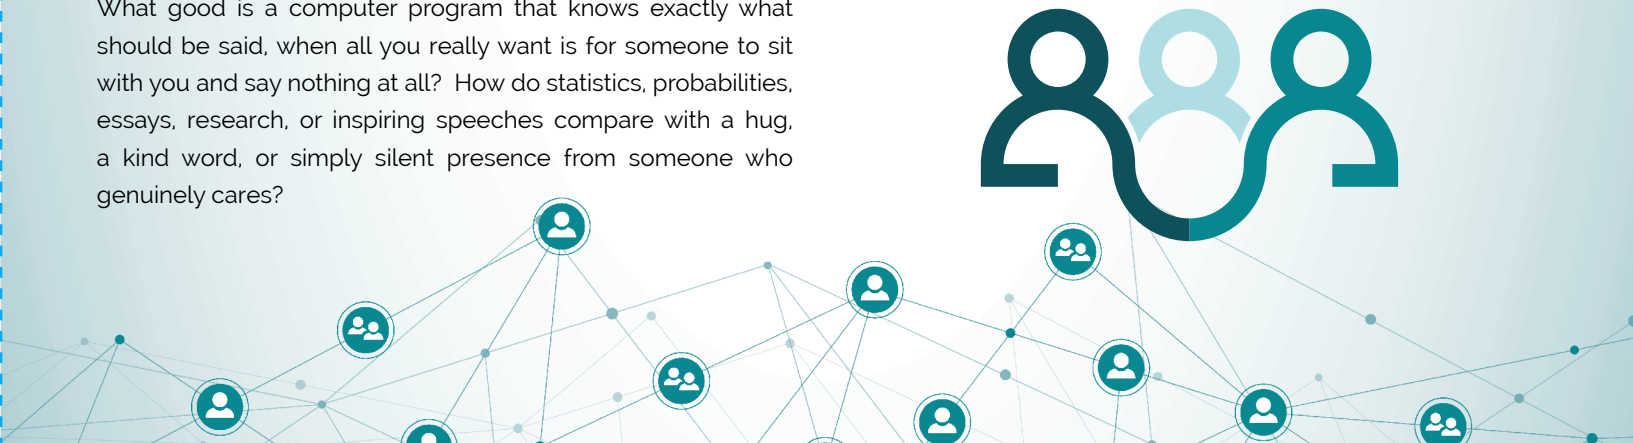 What good is a computer program that knows exactly what
should be said, when all you really want is for someone to sit
with you and say nothing at all?  How do statistics, probabilities,
essays, research, or inspiring speeches compare with a hug,
a kind word, or simply silent presence from someone who
genuinely cares?